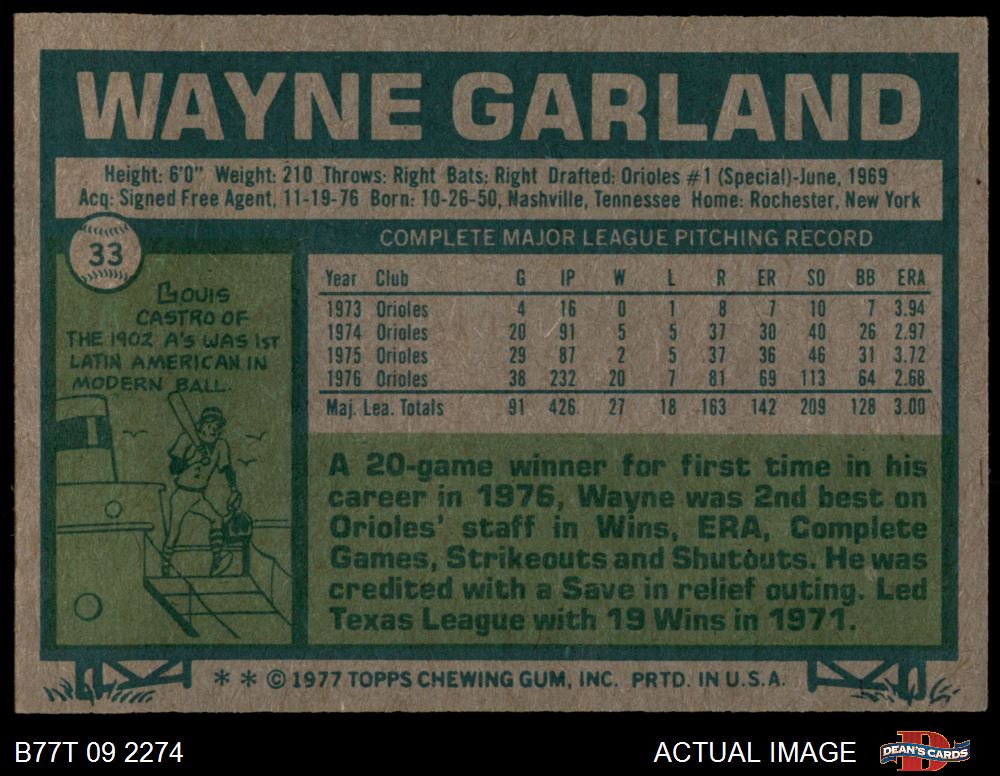 WAYNE GARLAND
Height: 6'0" Weight: 210 Throws: Right Bats: Right Drafted: Orioles #1 (Special)-June, 1969
Acq: Signed Free Agent, 11-19-76 Born: 10-26-50, Nashville, Tennessee Home: Rochester, New York
33
LOUIS
CASTRO OF
THE 1902 A'S WAS 1ST
LATIN AMERICAN IN
MODERN BALL.
COMPLETE MAJOR LEAGUE PITCHING RECORD
Year Club G IP W L R ER SO BB ERA
1973 Orioles 4 16 0 1 8 7 10 7 3.94
1974 Orioles 20 91 5 5 37 30 40 26 2.97
1975 Orioles 29 87 2 5 37 36 46 31 3.72
1976 Orioles 38 232 20 7 81 69 113 64 2.68
Maj. Lea. Totals 91 426 27 18 163 142 209 128 3.00
A 20-game winner for first time in his
career in 1976, Wayne was 2nd best on
Orioles' staff in Wins, ERA, Complete
Games, Strikeouts and Shutouts. He was
credited with a Save in relief outing. Led
Texas League with 19 Wins in 1971.
* * © 1977 TOPPS CHEWING GUM, INC. PRTD. IN U.S.A.
B77T 09 2274
ACTUAL IMAGE
DEAN'S CARDS